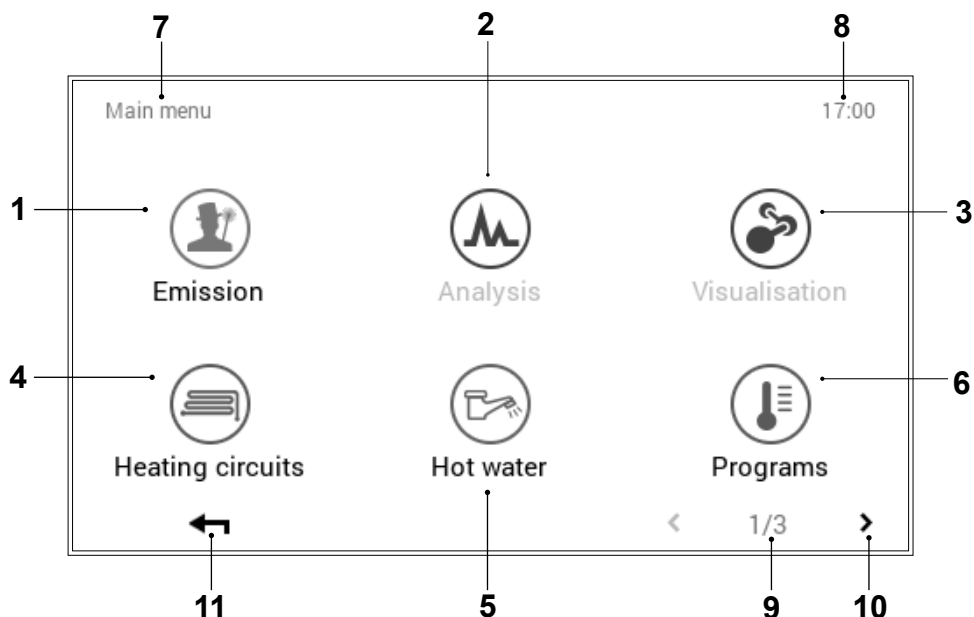 7 2 8
Main menu 17:00
1 3
Emission Analysis Visualisation
4 6
Heating circuits Hot water Programs
< 1/3 >
11 5 9 10